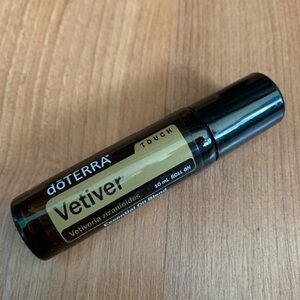 dōTERRA
TOUCH
Vetiver
Vetiveria zizanioides
10 mL ROLL ON
Essential Oil Blend